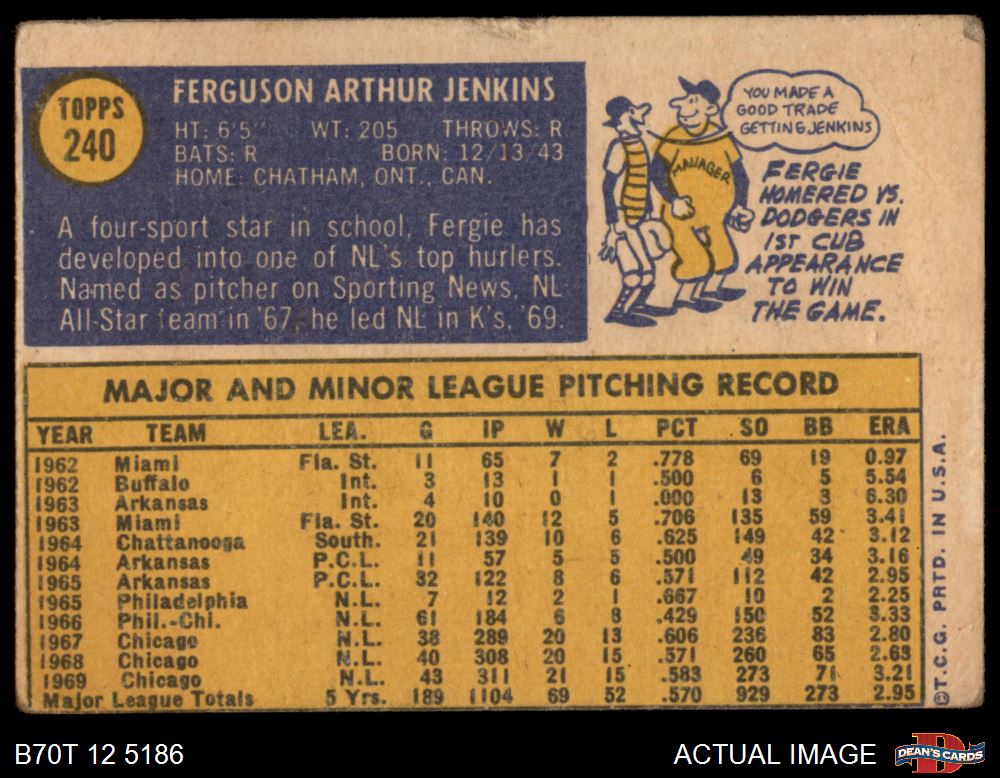 TOPPS
240
FERGUSON ARTHUR JENKINS
HT: 6'5" WT: 205 THROWS: R
BATS: R BORN: 12/13/43
HOME: CHATHAM, ONT., CAN.
A four-sport star in school, Fergie has
developed into one of NL's top hurlers.
Named as pitcher on Sporting News, NL
All-Star team in '67, he led NL in K's, '69.
YOU MADE A
GOOD TRADE
GETTING JENKINS
MANAGER
FERGIE
HOMERED VS.
DODGERS IN
1ST CUB
APPEARANCE
TO WIN
THE GAME.
MAJOR AND MINOR LEAGUE PITCHING RECORD
YEAR TEAM LEA. G IP W L PCT SO BB ERA
1962 Miami Fla. St. 11 65 7 2 .778 69 19 0.97
1962 Buffalo Int. 3 13 1 1 .500 6 5 5.54
1963 Arkansas Int. 4 10 0 1 .000 13 3 6.30
1963 Miami Fla. St. 20 140 12 5 .706 135 59 3.41
1964 Chattanooga South. 21 139 10 6 .625 149 42 3.12
1964 Arkansas P.C.L. 11 57 5 5 .500 49 34 3.16
1965 Arkansas P.C.L. 32 122 8 6 .571 112 42 2.95
1965 Philadelphia N.L. 7 12 2 1 .667 10 2 2.25
1966 Phil.-Chi. N.L. 61 184 6 8 .429 150 52 3.33
1967 Chicago N.L. 38 289 20 13 .606 236 83 2.80
1968 Chicago N.L. 40 308 20 15 .571 260 65 2.63
1969 Chicago N.L. 43 311 21 15 .583 273 71 3.21
Major League Totals 5 Yrs. 189 1104 69 52 .570 929 273 2.95
©T.C.G. PRTD. IN U.S.A.
B70T 12 5186
ACTUAL IMAGE
DEAN'S CARDS